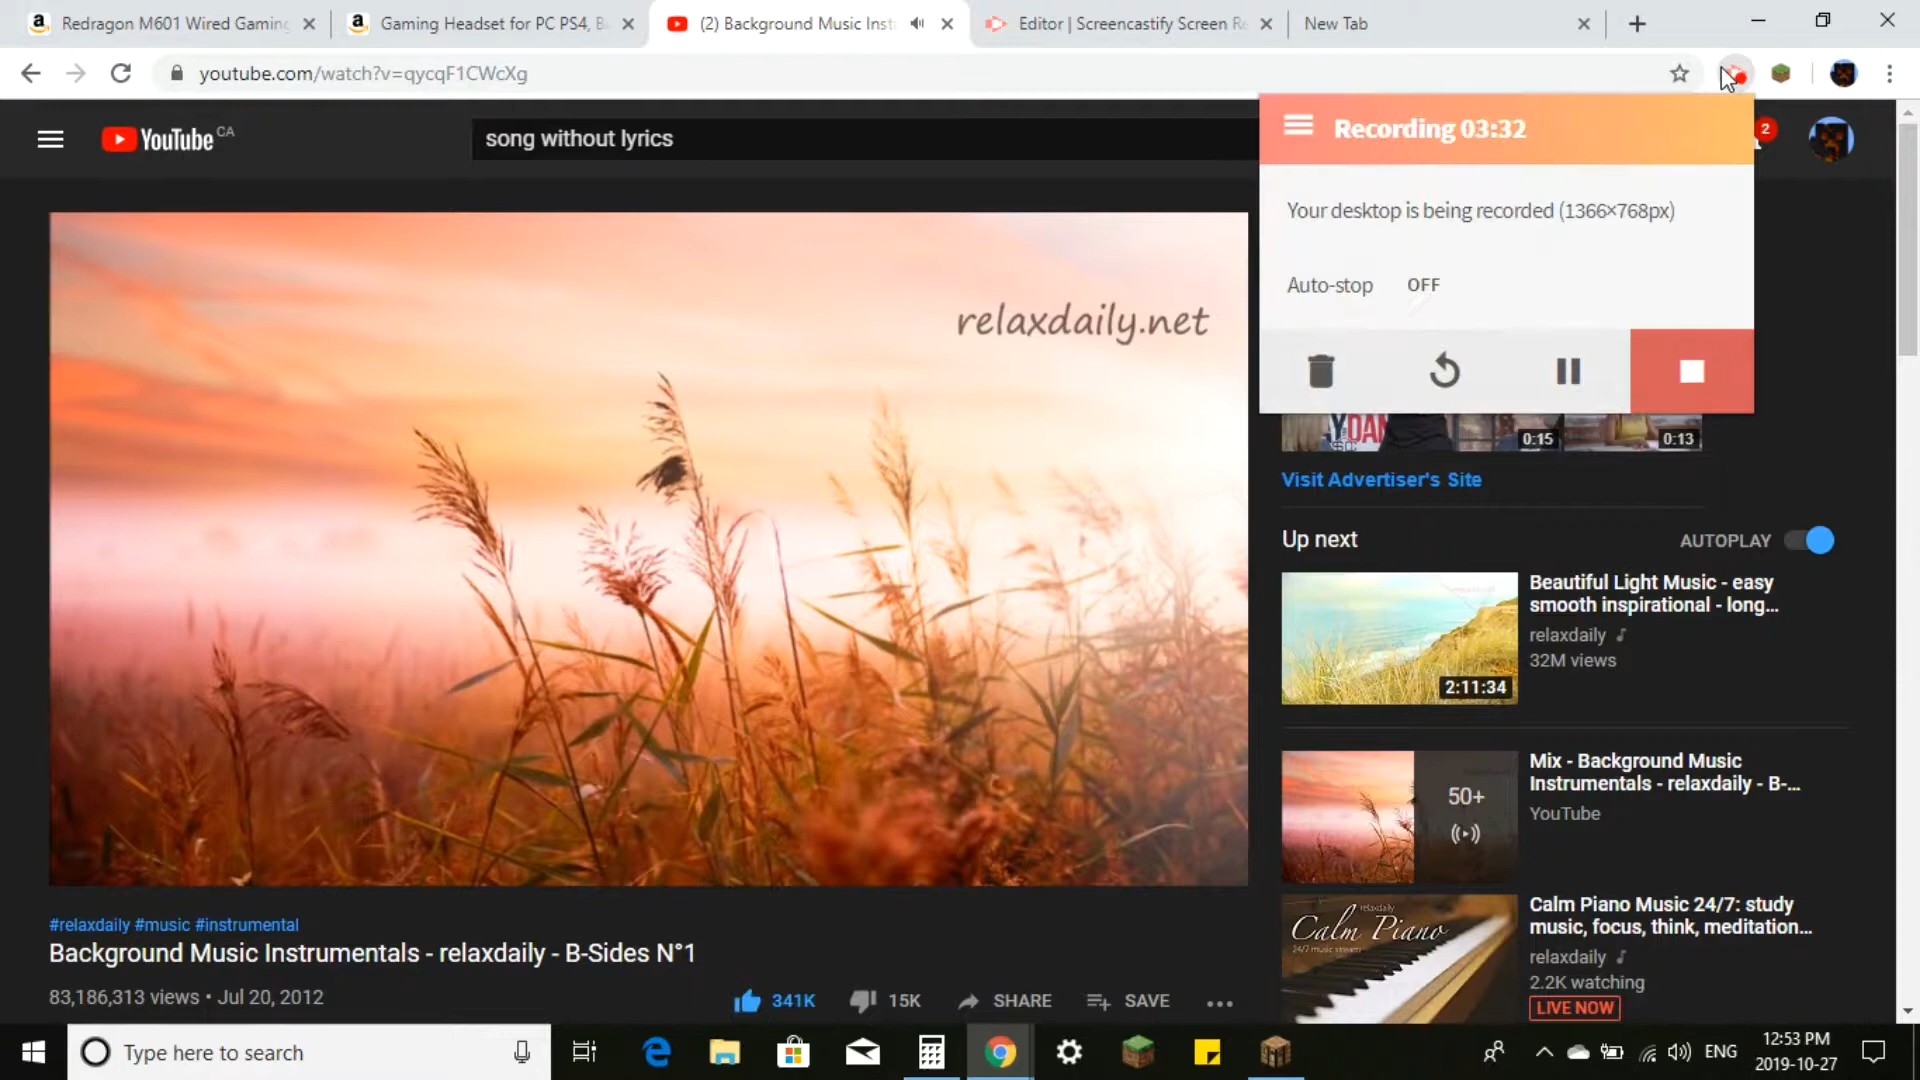 Redragon M601 Wired Gaming
Gaming Headset for PC PS4, B
(2) Background Music Inst
Editor | Screencastify Screen Re
New Tab
youtube.com/watch?v=qycqF1CWcXg
YouTube CA
song without lyrics
2
Recording 03:32
Your desktop is being recorded (1366×768px)
Auto-stop OFF
relaxdaily.net
0:15
0:13
Visit Advertiser's Site
Up next
AUTOPLAY
Beautiful Light Music - easy
smooth inspirational - long...
relaxdaily
32M views
2:11:34
Mix - Background Music
Instrumentals - relaxdaily - B-...
YouTube
50+
Calm Piano Music 24/7: study
music, focus, think, meditation...
relaxdaily
2.2K watching
LIVE NOW
relaxdaily
Calm Piano
24/7 music stream
#relaxdaily #music #instrumental
Background Music Instrumentals - relaxdaily - B-Sides N°1
83,186,313 views • Jul 20, 2012
341K
15K
SHARE
SAVE
Type here to search
ENG
12:53 PM
2019-10-27